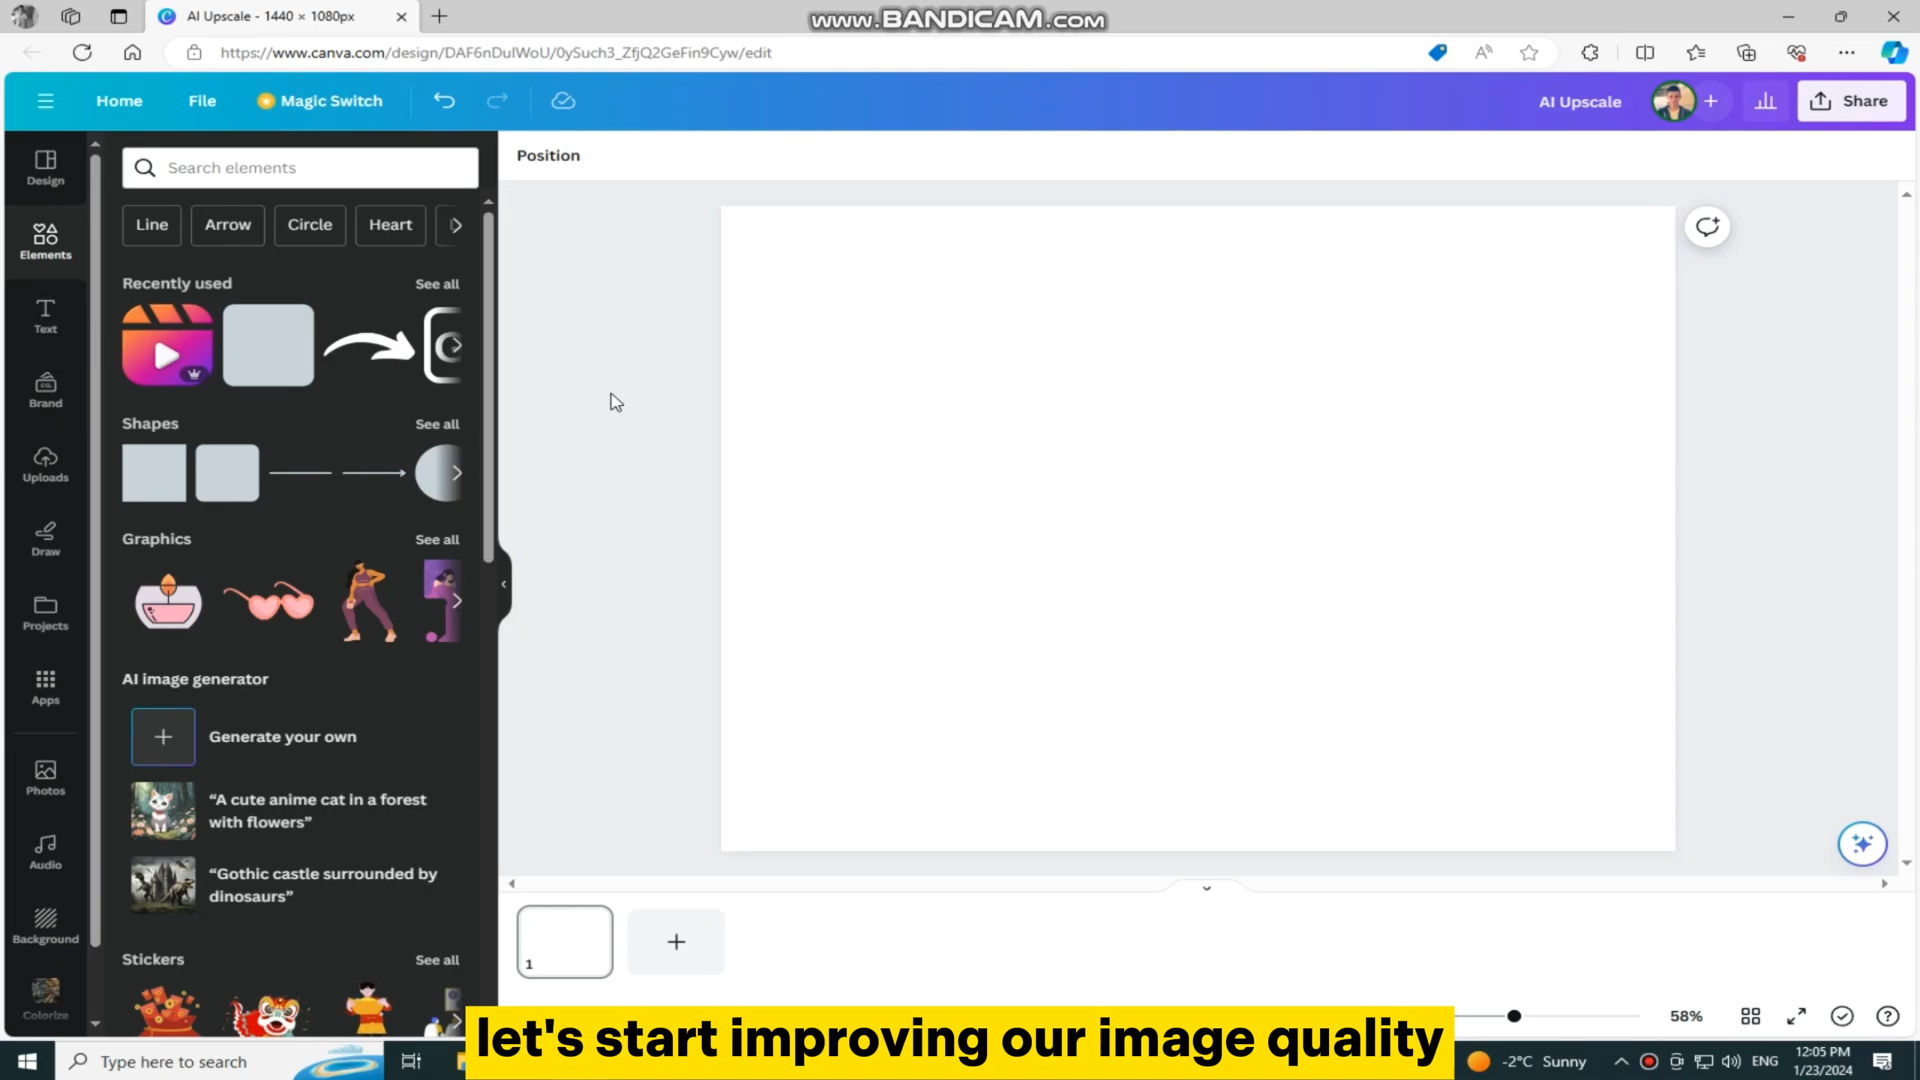 AI Upscale - 1440 × 1080px
www.BANDICAM.com
https://www.canva.com/design/DAF6nDulWoU/0ySuch3_ZfjQ2GeFin9Cyw/edit
Home
File
Magic Switch
AI Upscale
Share
Design
Elements
Text
Brand
Uploads
Draw
Projects
Apps
Photos
Audio
Background
Colorize
Search elements
Line
Arrow
Circle
Heart
Recently used
See all
Shapes
See all
Graphics
See all
AI image generator
Generate your own
“A cute anime cat in a forest
with flowers”
“Gothic castle surrounded by
dinosaurs”
Stickers
See all
Position
1
58%
let's start improving our image quality
Type here to search
-2°C Sunny
ENG
12:05 PM
1/23/2024